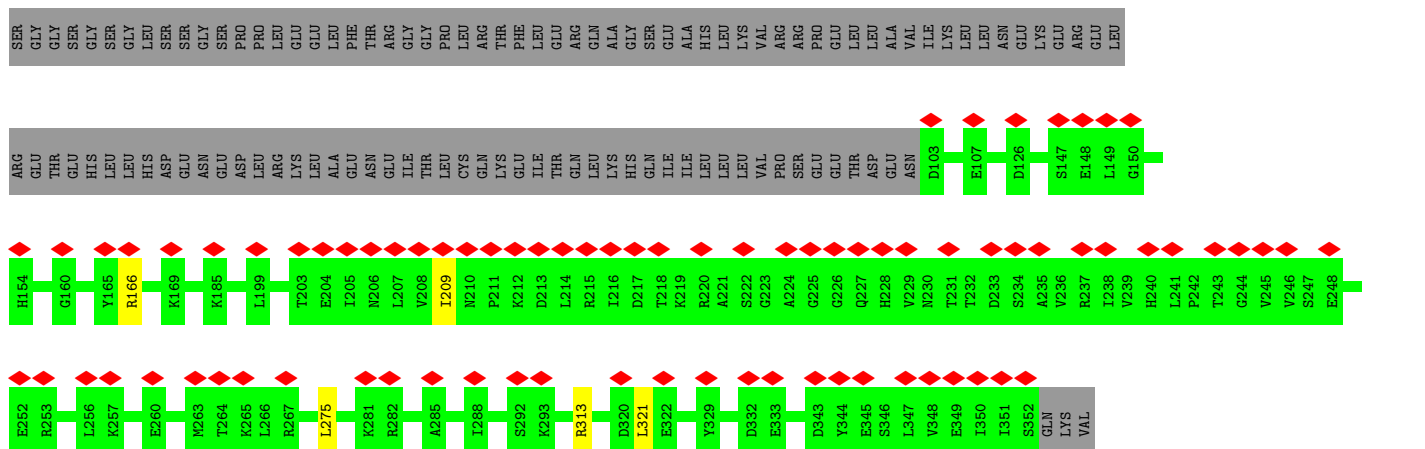 SER GLY GLY SER GLY SER GLY LEU SER SER GLY SER PRO PRO LEU GLU GLU LEU PHE THR ARG GLY GLY PRO LEU ARG THR PHE LEU GLU ARG GLN ALA GLY SER GLU ALA HIS LEU LYS VAL ARG ARG PRO GLU LEU LEU ALA VAL ILE LYS LEU LEU ASN GLU LYS GLU ARG GLU LEU
ARG GLU THR GLU HIS LEU LEU HIS ASP GLU ASN GLU ASP LEU ARG LYS LEU ALA GLU ASN GLU ILE THR LEU CYS GLN LYS GLU ILE THR GLN LEU LYS HIS GLN ILE ILE LEU LEU LEU VAL PRO SER GLU GLU THR ASP GLU ASN D103 E107 D126 S147 E148 L149 G150
H154 G160 Y165 R166 K169 K185 L199 T203 E204 I205 N206 L207 V208 I209 N210 P211 K212 D213 L214 R215 I216 D217 T218 K219 R220 A221 S222 G223 A224 G225 G226 Q227 H228 V229 N230 T231 T232 D233 S234 A235 V236 R237 I238 V239 H240 L241 P242 T243 G244 V245 V246 S247 E248
E252 R253 L256 K257 E260 M263 T264 K265 L266 R267 L275 K281 R282 A285 I288 S292 K293 R313 D320 L321 E322 Y329 D332 E333 D343 Y344 E345 S346 L347 V348 E349 I350 I351 S352 GLN LYS VAL